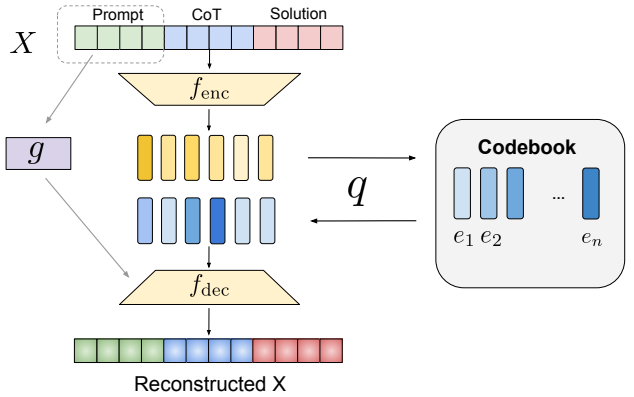 Prompt CoT Solution
X
f_enc
g
Codebook
q
e_1 e_2 ... e_n
f_dec
Reconstructed X